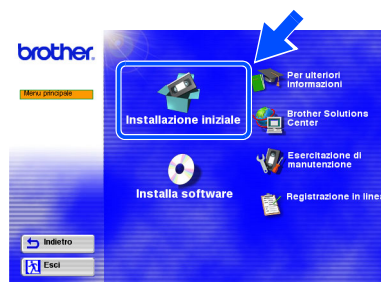 brother.
Menu principale
Installazione iniziale
Installa software
Per ulteriori
informazioni
Brother Solutions
Center
Esercitazione di
manutenzione
Registrazione in linea
Indietro
Esci